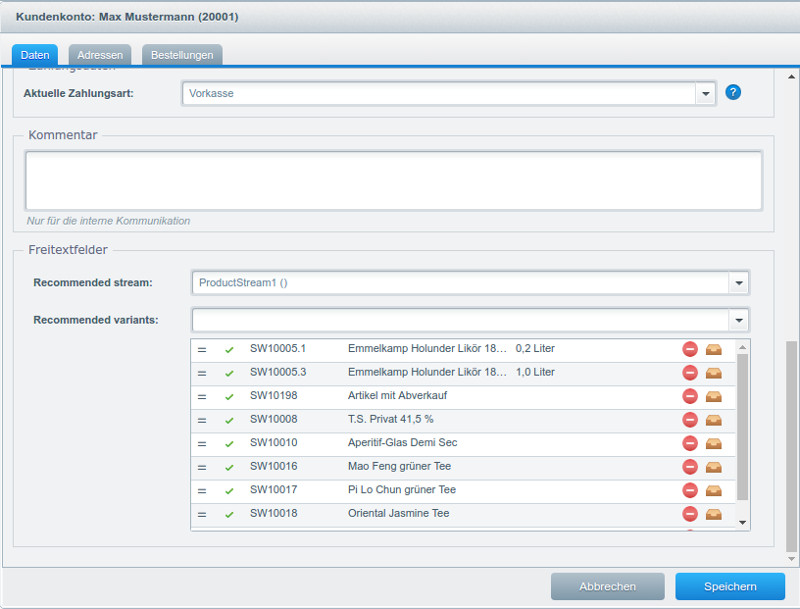 Kundenkonto: Max Mustermann (20001)
Daten Adressen Bestellungen
Zahlungsdaten
Aktuelle Zahlungsart: Vorkasse ?
Kommentar
Nur für die interne Kommunikation
Freitextfelder
Recommended stream: ProductStream1 ()
Recommended variants:
SW10005.1 Emmelkamp Holunder Likör 18... 0,2 Liter
SW10005.3 Emmelkamp Holunder Likör 18... 1,0 Liter
SW10198 Artikel mit Abverkauf
SW10008 T.S. Privat 41,5 %
SW10010 Aperitif-Glas Demi Sec
SW10016 Mao Feng grüner Tee
SW10017 Pi Lo Chun grüner Tee
SW10018 Oriental Jasmine Tee
Abbrechen Speichern